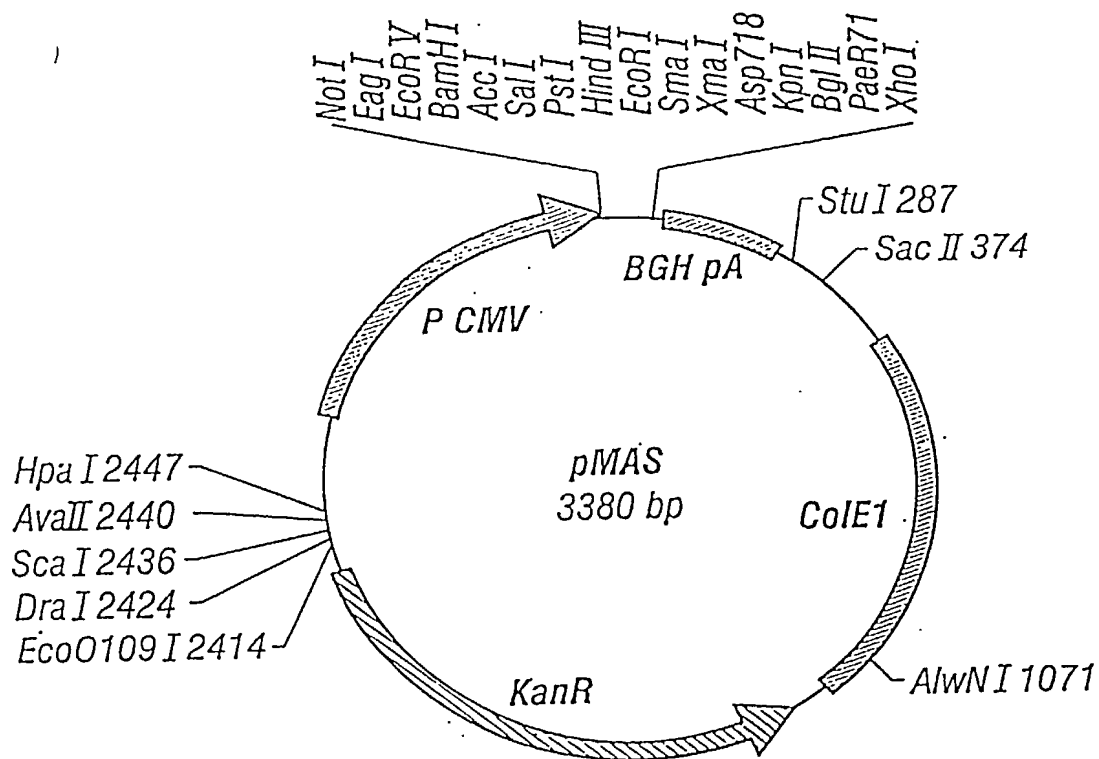 Not I
Eag I
EcoR V
BamH I
Acc I
Sal I
Pst I
Hind III
EcoR I
Sma I
Xma I
Asp718
Kpn I
Bgl II
PaeR71
Xho I
Stu I 287
Sac II 374
BGH pA
P CMV
Hpa I 2447
Ava II 2440
Sca I 2436
Dra I 2424
EcoO109 I 2414
pMAS
3380 bp
ColE1
KanR
AlwN I 1071